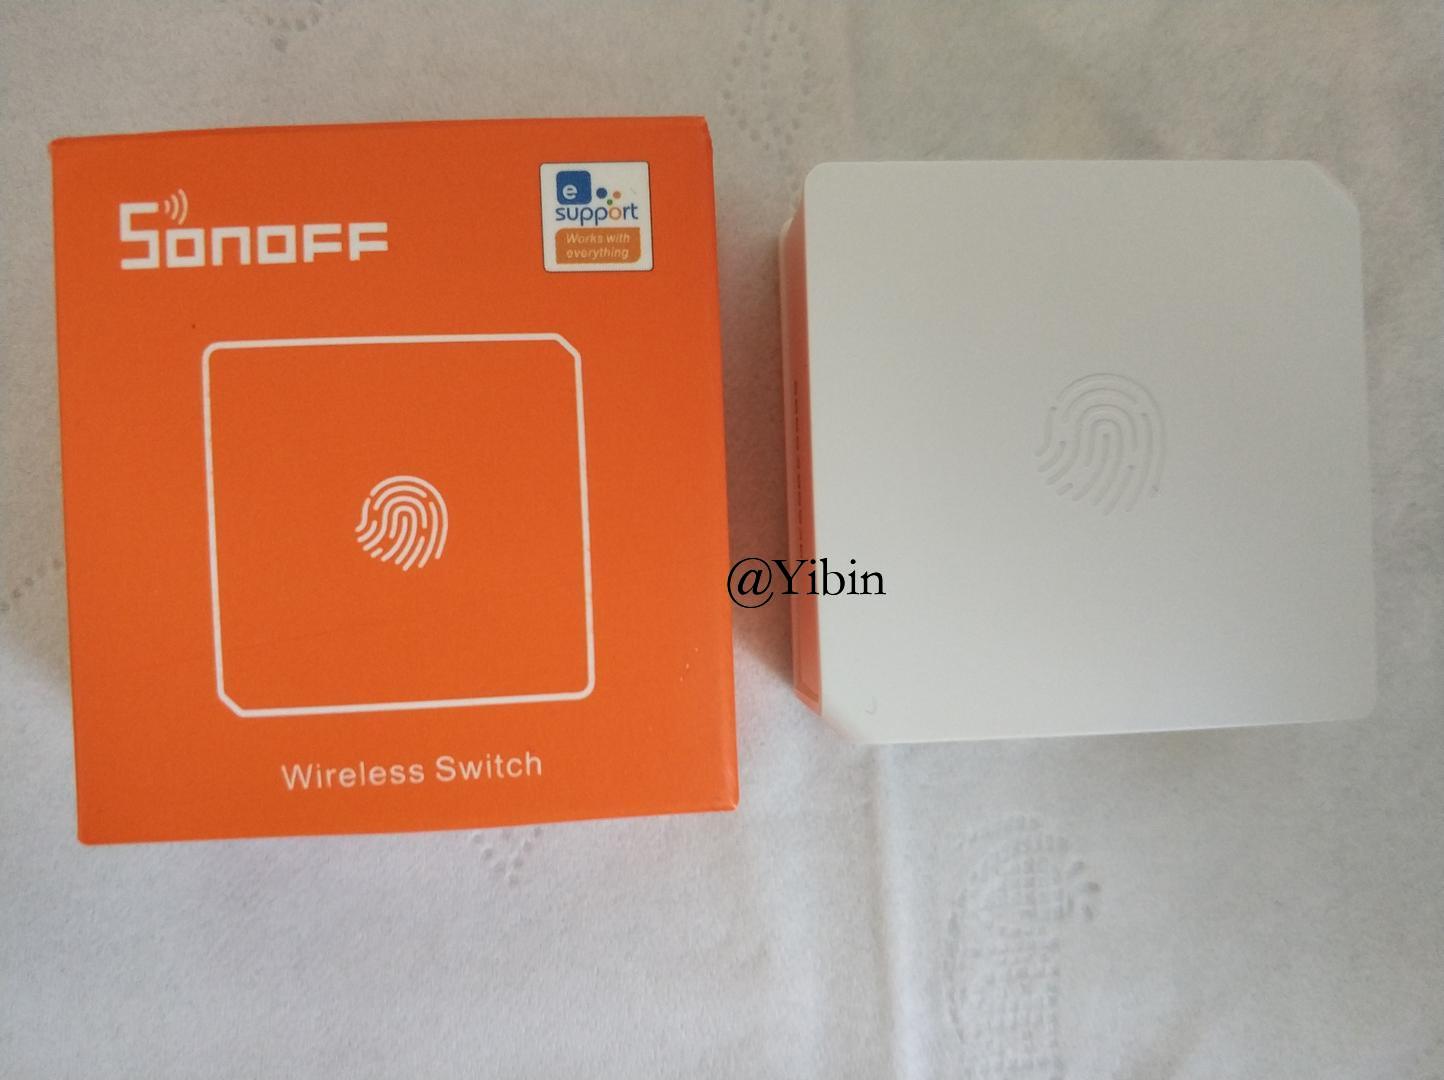 SONOFF
e
support
Works with
everything
Wireless Switch
@Yibin